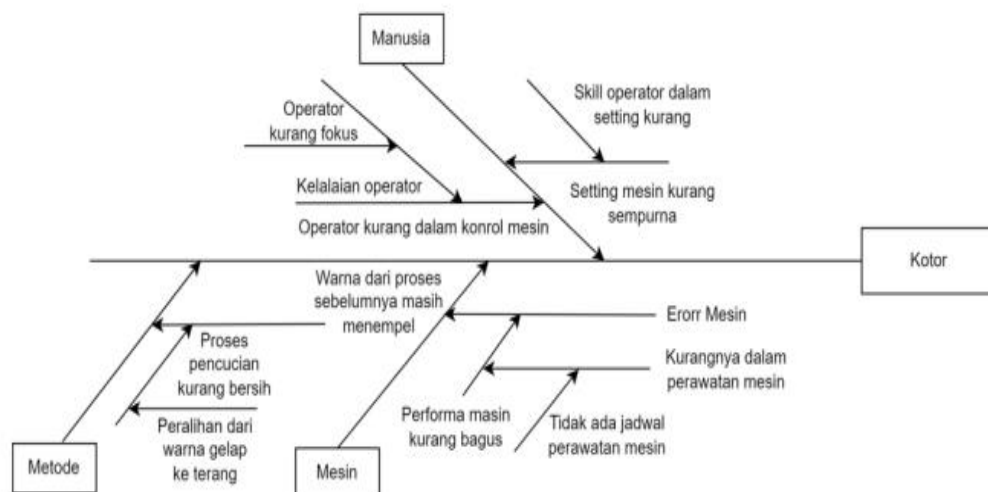 Manusia
Skill operator dalam
setting kurang
Operator
kurang fokus
Kelalaian operator
Setting mesin kurang
sempurna
Operator kurang dalam konrol mesin
Kotor
Warna dari proses
sebelumnya masih
menempel
Erorr Mesin
Proses
pencucian
kurang bersih
Kurangnya dalam
perawatan mesin
Performa masin
kurang bagus
Tidak ada jadwal
perawatan mesin
Peralihan dari
warna gelap
ke terang
Metode
Mesin